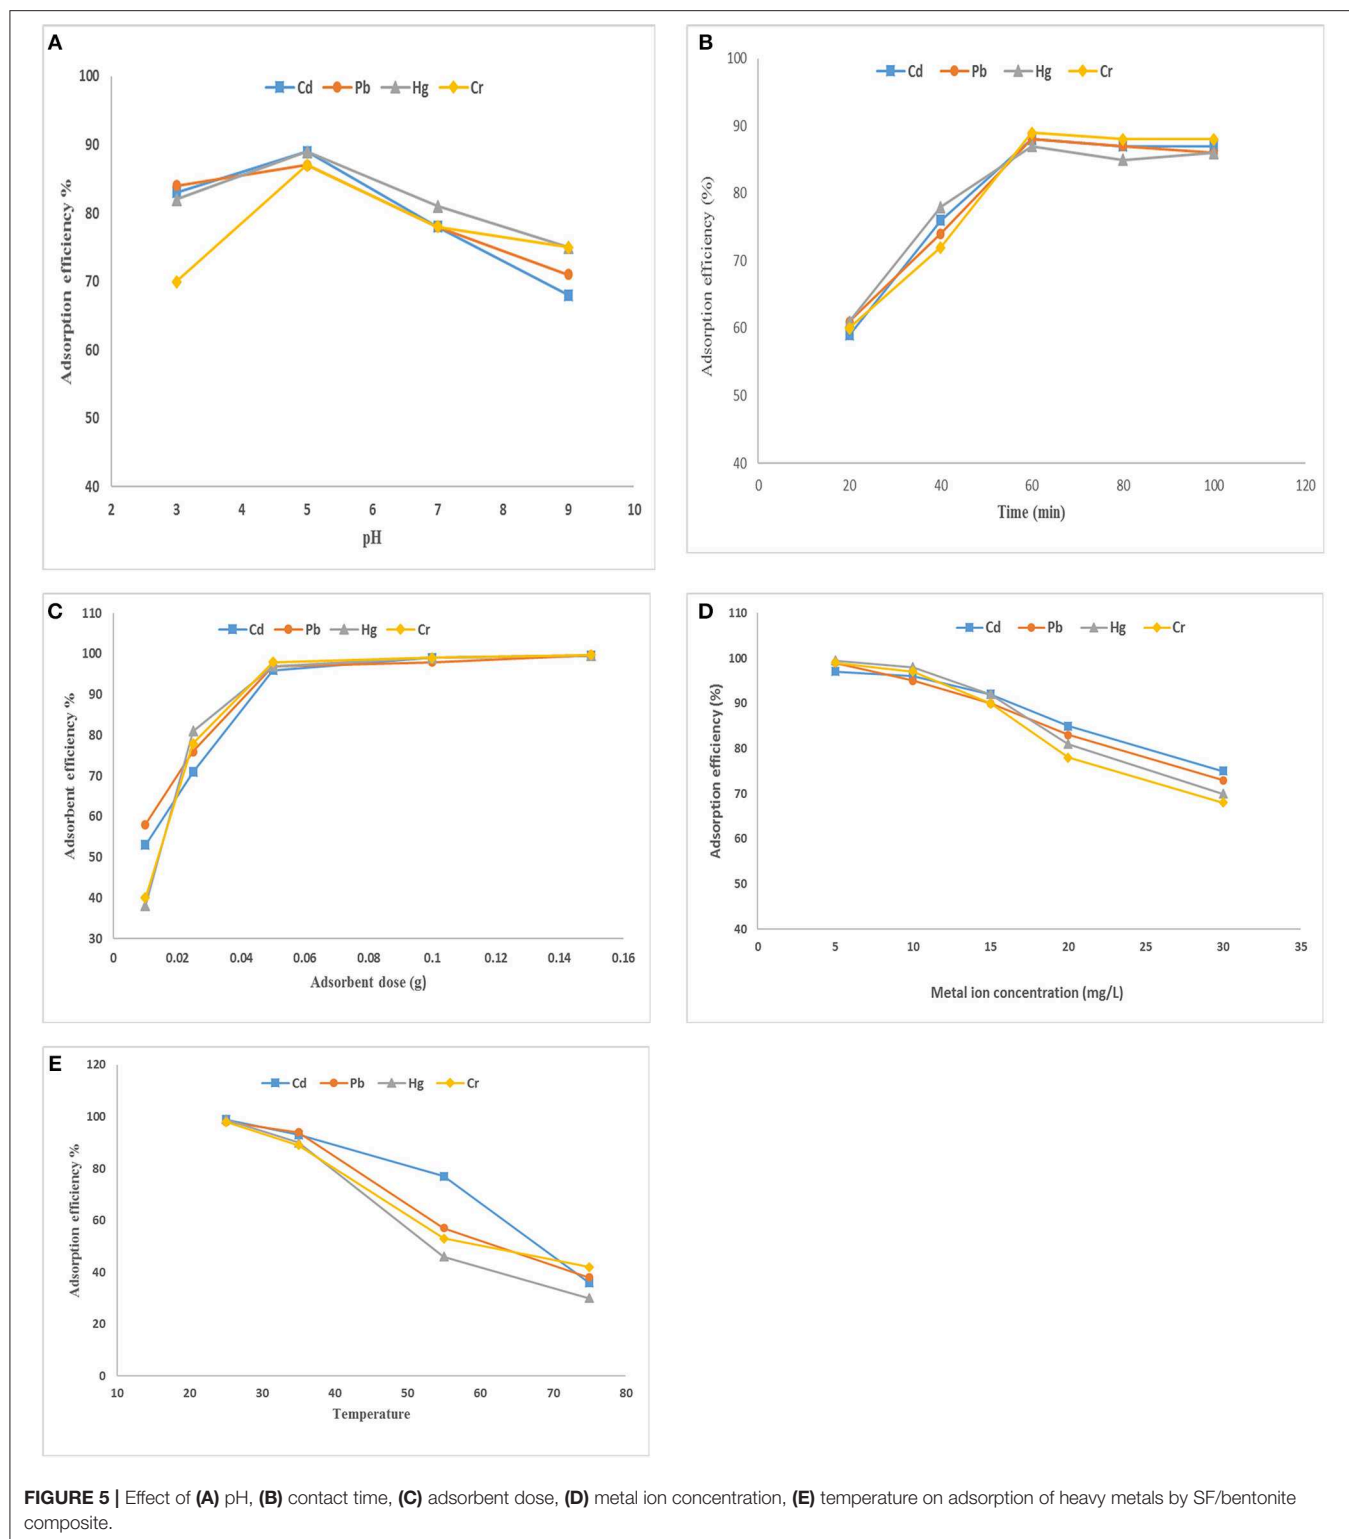 A
Cd Pb Hg Cr
100
90
80
70
60
50
40
2 3 4 5 6 7 8 9 10
Adsorption efficiency %
pH
B
Cd Pb Hg Cr
100
90
80
70
60
50
40
0 20 40 60 80 100 120
Adsorption efficiency (%)
Time (min)
C
Cd Pb Hg Cr
110
100
90
80
70
60
50
40
30
0 0.02 0.04 0.06 0.08 0.1 0.12 0.14 0.16
Adsorbent efficiency %
Adsorbent dose (g)
D
Cd Pb Hg Cr
110
100
90
80
70
60
50
40
0 5 10 15 20 25 30 35
Adsorption efficiency (%)
Metal ion concentration (mg/L)
E
Cd Pb Hg Cr
120
100
80
60
40
20
0
10 20 30 40 50 60 70 80
Adsorption efficiency %
Temperature
FIGURE 5 | Effect of (A) pH, (B) contact time, (C) adsorbent dose, (D) metal ion concentration, (E) temperature on adsorption of heavy metals by SF/bentonite
composite.